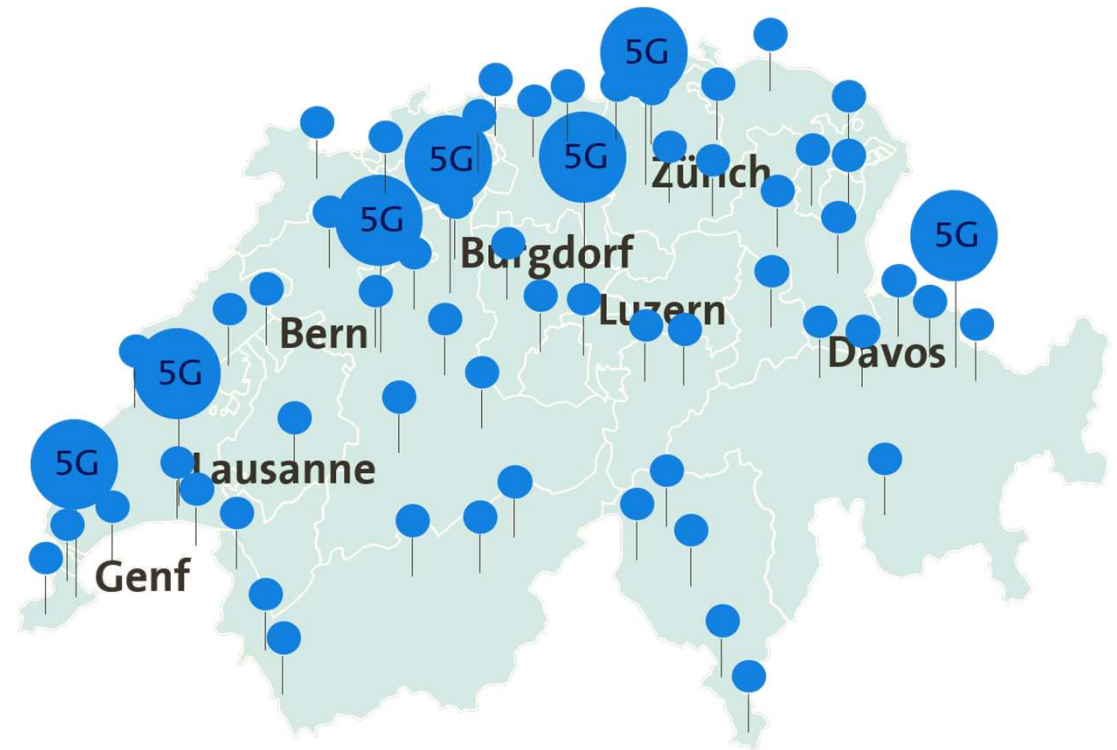 5G
5G
5G
Zürich
5G
5G
Burgdorf
Luzern
Bern
Davos
5G
5G
Lausanne
Genf